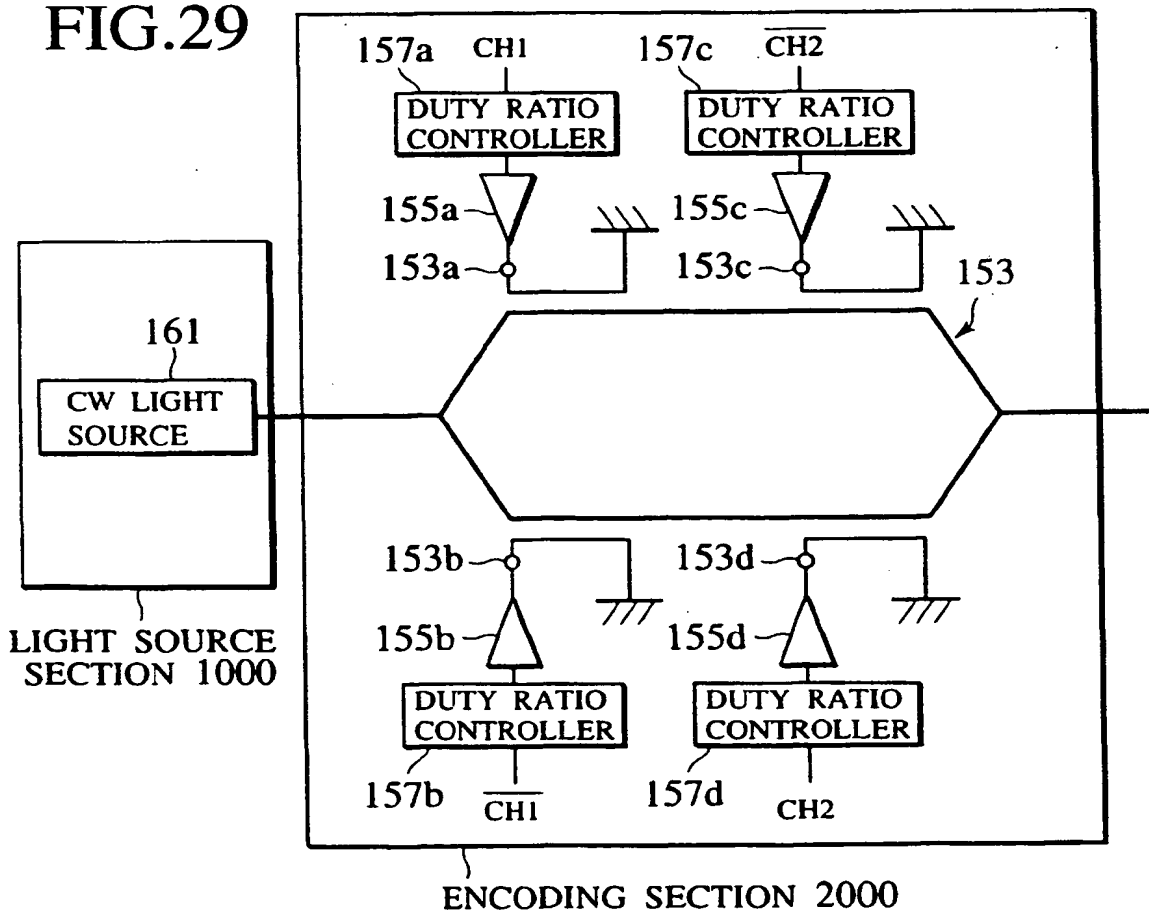 FIG.29
157a
CH1
157c
C̅H̅2̅
DUTY RATIO
CONTROLLER
DUTY RATIO
CONTROLLER
155a
155c
153a
153c
153
161
CW LIGHT
SOURCE
153b
153d
LIGHT SOURCE
SECTION 1000
155b
155d
DUTY RATIO
CONTROLLER
DUTY RATIO
CONTROLLER
157b
C̅H̅1̅
157d
CH2
ENCODING SECTION 2000